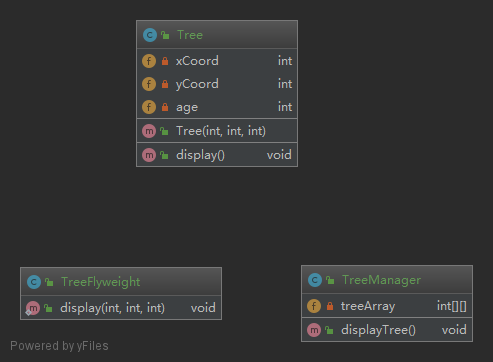 C Tree
f xCoord int
f yCoord int
f age int
m Tree(int, int, int)
m display() void
C TreeFlyweight
m display(int, int, int) void
C TreeManager
f treeArray int[][]
m displayTree() void
Powered by yFiles